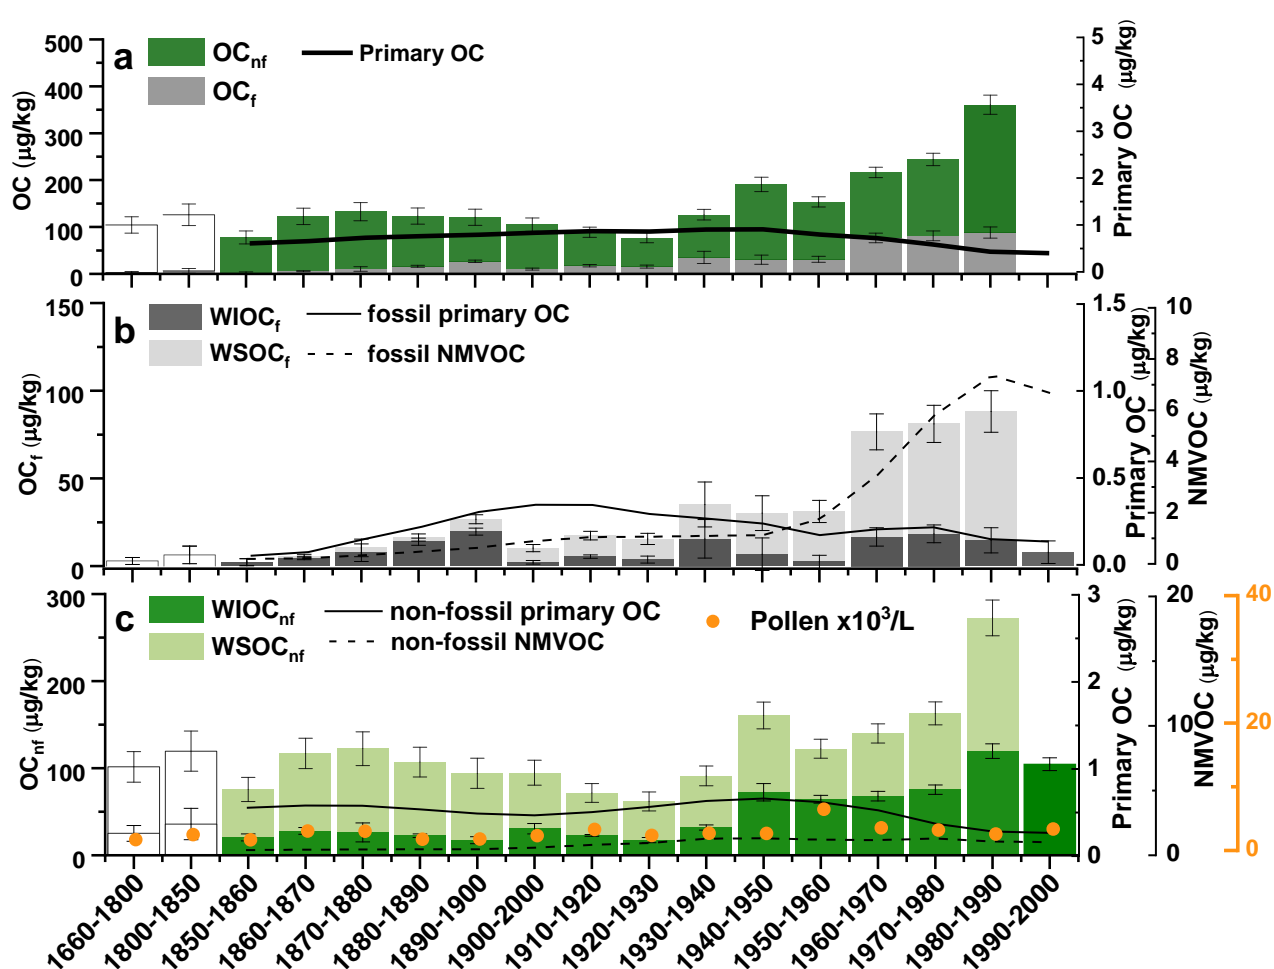 a
OCnf
OCf
Primary OC
500
400
300
200
100
0
OC (µg/kg)
5
4
3
2
1
0
Primary OC (µg/kg)
b
WIOCf
WSOCf
fossil primary OC
fossil NMVOC
150
100
50
0
OCf (µg/kg)
1.5
1.0
0.5
0.0
Primary OC (µg/kg)
10
8
6
4
2
0
NMVOC (µg/kg)
c
WIOCnf
WSOCnf
non-fossil primary OC
non-fossil NMVOC
Pollen x10³/L
300
200
100
0
OCnf (µg/kg)
3
2
1
0
Primary OC (µg/kg)
20
10
0
NMVOC (µg/kg)
40
20
0
1660-1800
1800-1850
1850-1860
1860-1870
1870-1880
1880-1890
1890-1900
1900-2000
1910-1920
1920-1930
1930-1940
1940-1950
1950-1960
1960-1970
1970-1980
1980-1990
1990-2000